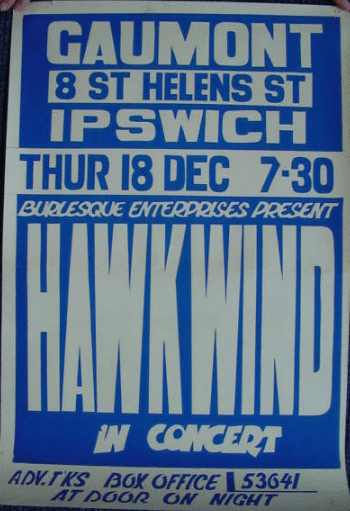 GAUMONT
8 ST HELENS ST
IPSWICH
THUR 18 DEC 7-30
BURLESQUE ENTERPRISES PRESENT
HAWKWIND
IN CONCERT
ADV.TKS BOX OFFICE 53641
AT DOOR ON NIGHT